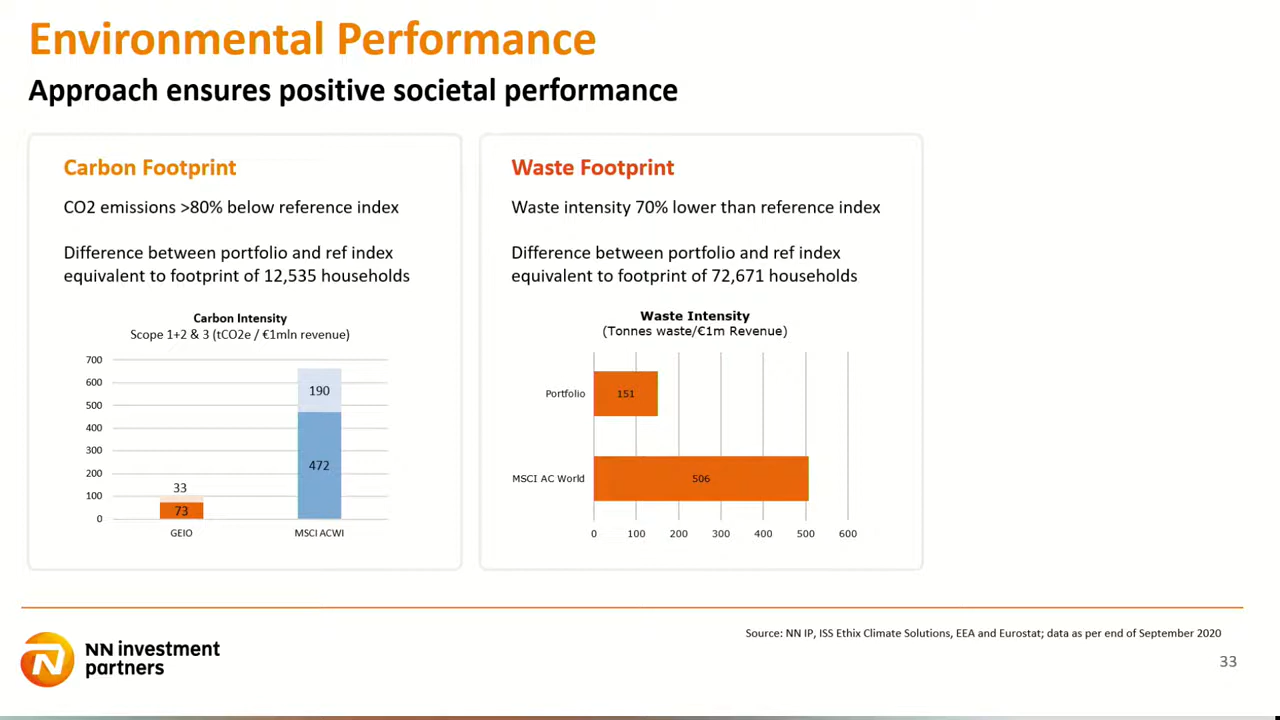 Environmental Performance
Approach ensures positive societal performance
Carbon Footprint
CO2 emissions >80% below reference index
Difference between portfolio and ref index
equivalent to footprint of 12,535 households
Carbon Intensity
Scope 1+2 & 3 (tCO2e / €1mln revenue)
700
600
500
400
300
200
100
0
33
73
190
472
GEIO
MSCI ACWI
Waste Footprint
Waste intensity 70% lower than reference index
Difference between portfolio and ref index
equivalent to footprint of 72,671 households
Waste Intensity
(Tonnes waste/€1m Revenue)
Portfolio
151
MSCI AC World
506
0 100 200 300 400 500 600
Source: NN IP, ISS Ethix Climate Solutions, EEA and Eurostat; data as per end of September 2020
N
NN investment
partners
33